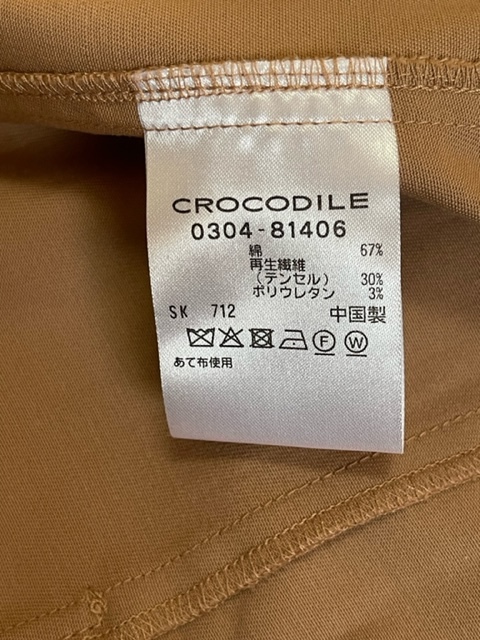 CROCODILE
0304-81406
綿 67%
再生繊維
(テンセル) 30%
ポリウレタン 3%
SK 712 中国製
F W
あて布使用